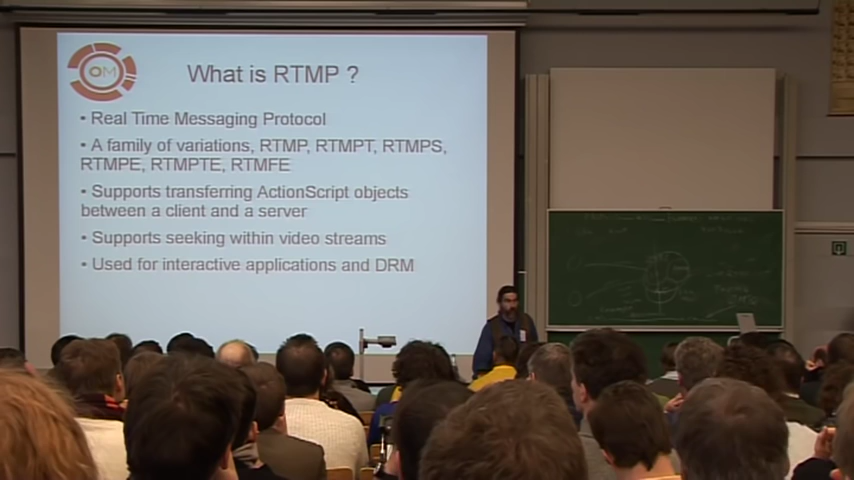 OM
What is RTMP ?
• Real Time Messaging Protocol
• A family of variations, RTMP, RTMPT, RTMPS,
RTMPE, RTMPTE, RTMFE
• Supports transferring ActionScript objects
between a client and a server
• Supports seeking within video streams
• Used for interactive applications and DRM